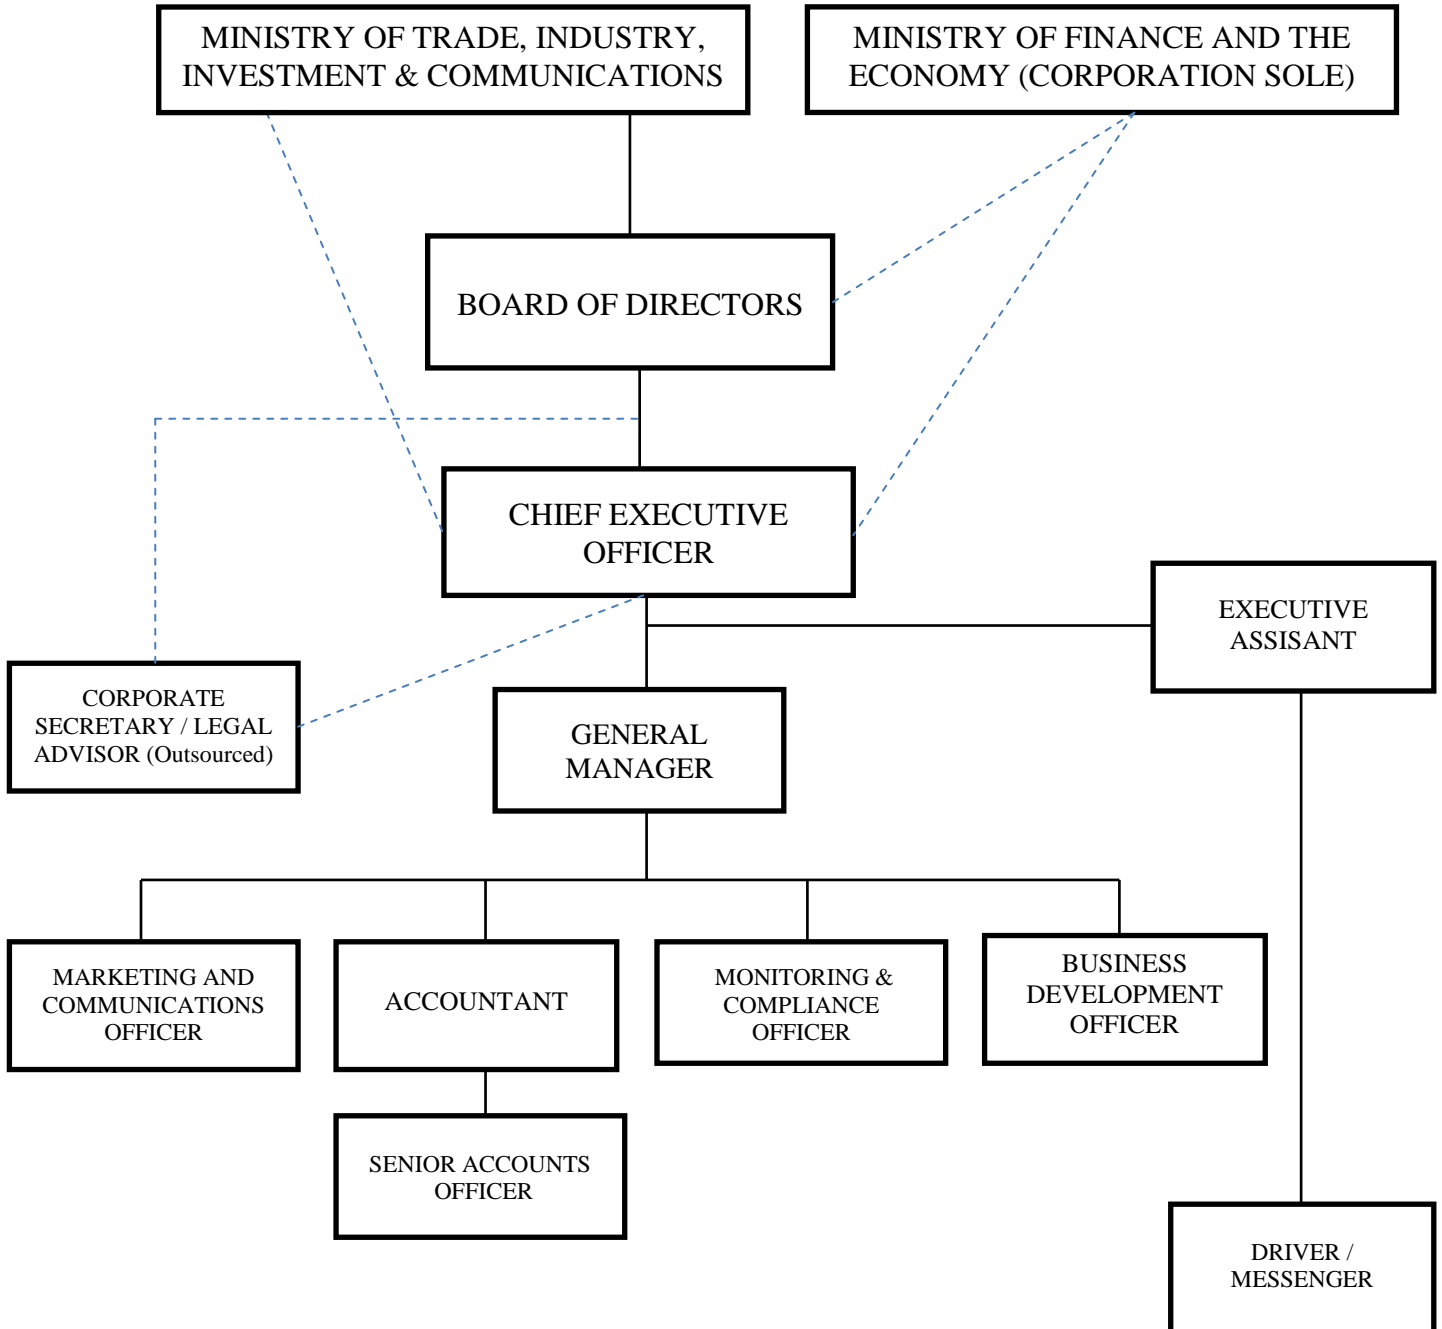 MINISTRY OF TRADE, INDUSTRY,
INVESTMENT & COMMUNICATIONS
MINISTRY OF FINANCE AND THE
ECONOMY (CORPORATION SOLE)
BOARD OF DIRECTORS
CHIEF EXECUTIVE
OFFICER
EXECUTIVE
ASSISANT
CORPORATE
SECRETARY / LEGAL
ADVISOR (Outsourced)
GENERAL
MANAGER
MARKETING AND
COMMUNICATIONS
OFFICER
ACCOUNTANT
MONITORING &
COMPLIANCE
OFFICER
BUSINESS
DEVELOPMENT
OFFICER
SENIOR ACCOUNTS
OFFICER
DRIVER /
MESSENGER